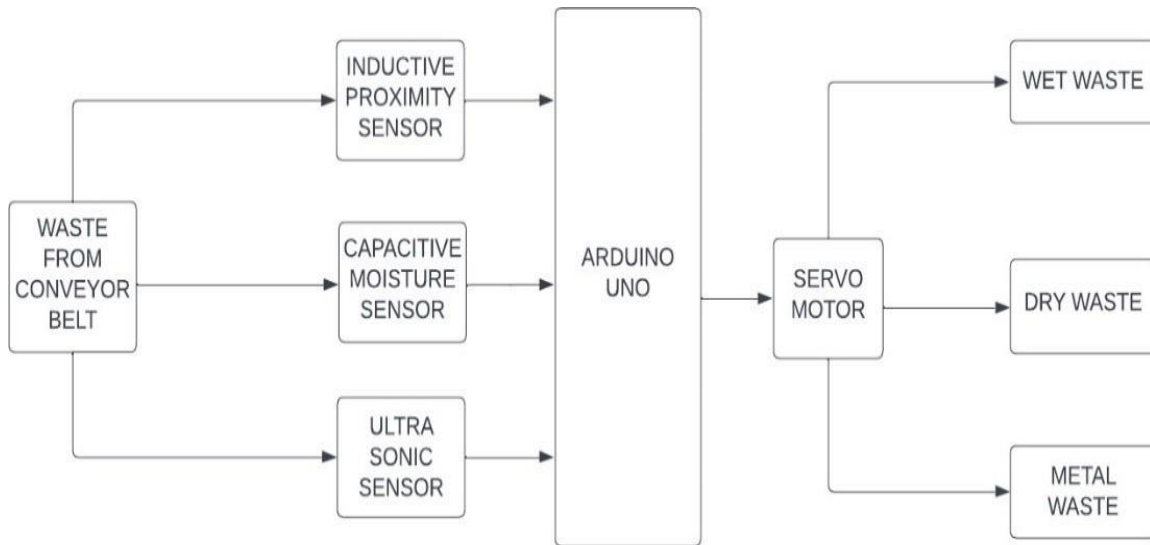 WASTE
FROM
CONVEYOR
BELT
INDUCTIVE
PROXIMITY
SENSOR
CAPACITIVE
MOISTURE
SENSOR
ULTRA
SONIC
SENSOR
ARDUINO
UNO
SERVO
MOTOR
WET WASTE
DRY WASTE
METAL
WASTE